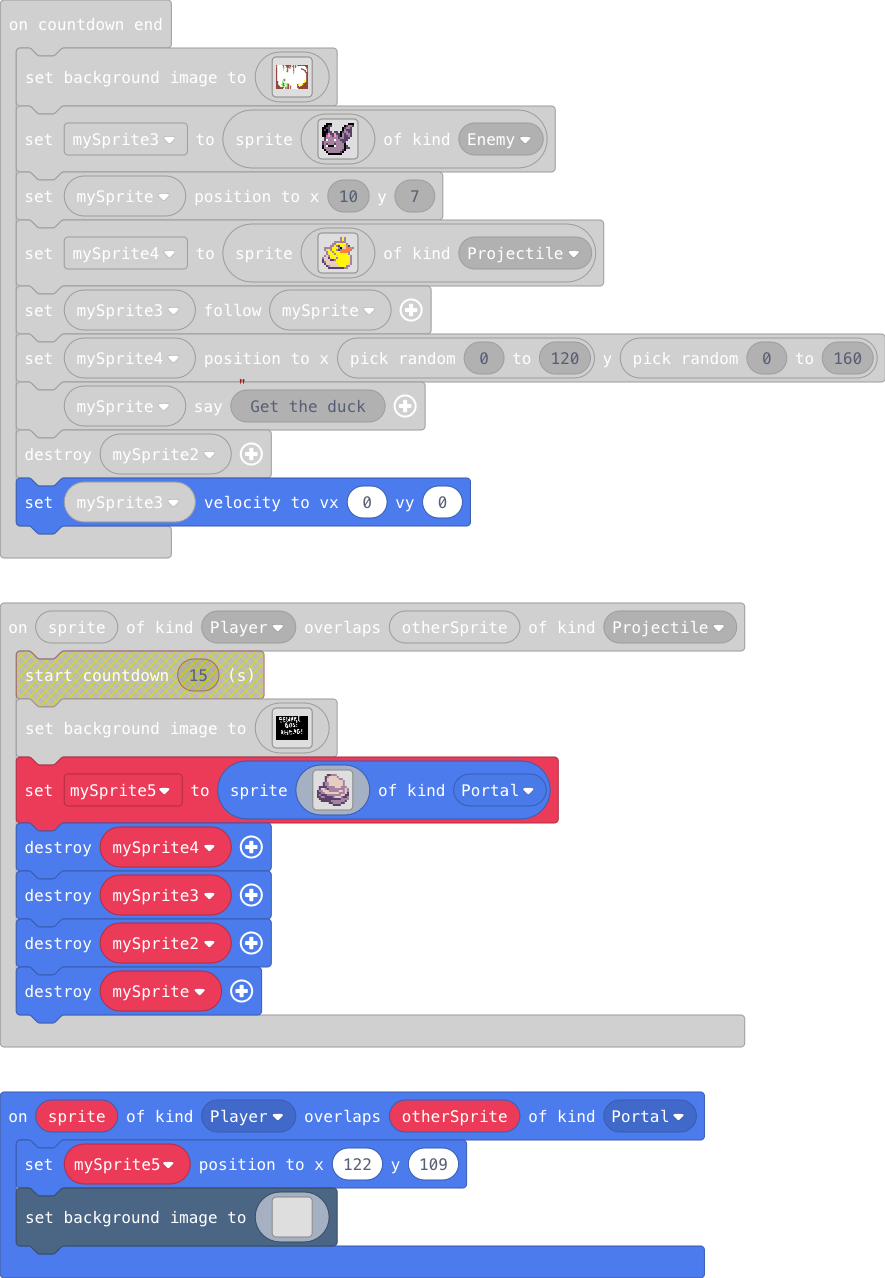 on countdown end
set background image to
set mySprite3 to sprite of kind Enemy
set mySprite position to x 10 y 7
set mySprite4 to sprite of kind Projectile
set mySprite3 follow mySprite
set mySprite4 position to x pick random 0 to 120 y pick random 0 to 160
mySprite say " Get the duck
destroy mySprite2
set mySprite3 velocity to vx 0 vy 0
on sprite of kind Player overlaps otherSprite of kind Projectile
start countdown 15 (s)
set background image to
set mySprite5 to sprite of kind Portal
destroy mySprite4
destroy mySprite3
destroy mySprite2
destroy mySprite
on sprite of kind Player overlaps otherSprite of kind Portal
set mySprite5 position to x 122 y 109
set background image to